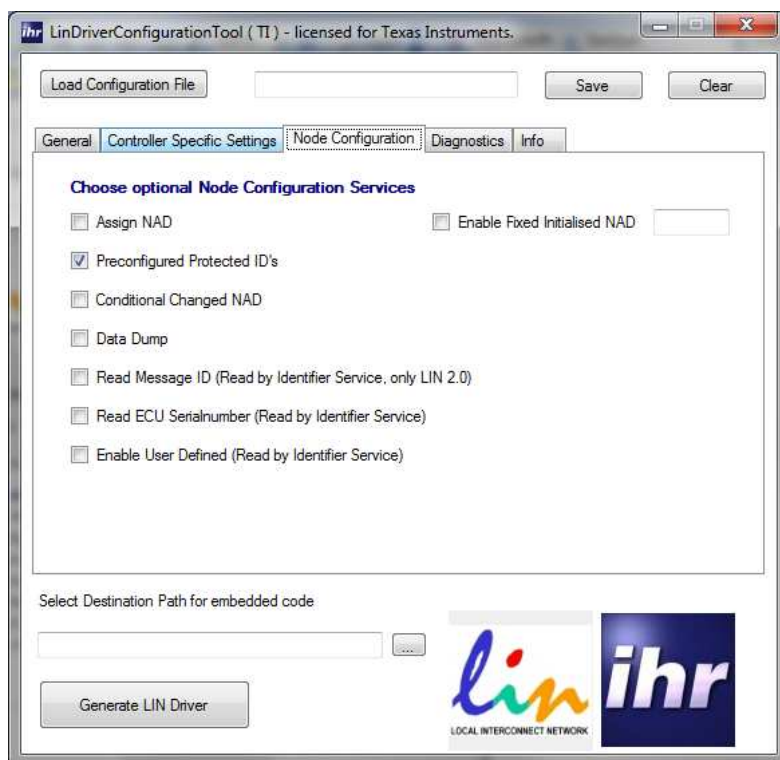 ihr LinDriverConfigurationTool ( TI ) - licensed for Texas Instruments.
Load Configuration File Save Clear
General Controller Specific Settings Node Configuration Diagnostics Info
Choose optional Node Configuration Services
Assign NAD Enable Fixed Initialised NAD
Preconfigured Protected ID's
Conditional Changed NAD
Data Dump
Read Message ID (Read by Identifier Service, only LIN 2.0)
Read ECU Serialnumber (Read by Identifier Service)
Enable User Defined (Read by Identifier Service)
Select Destination Path for embedded code
...
Generate LIN Driver
lin
LOCAL INTERCONNECT NETWORK
ihr